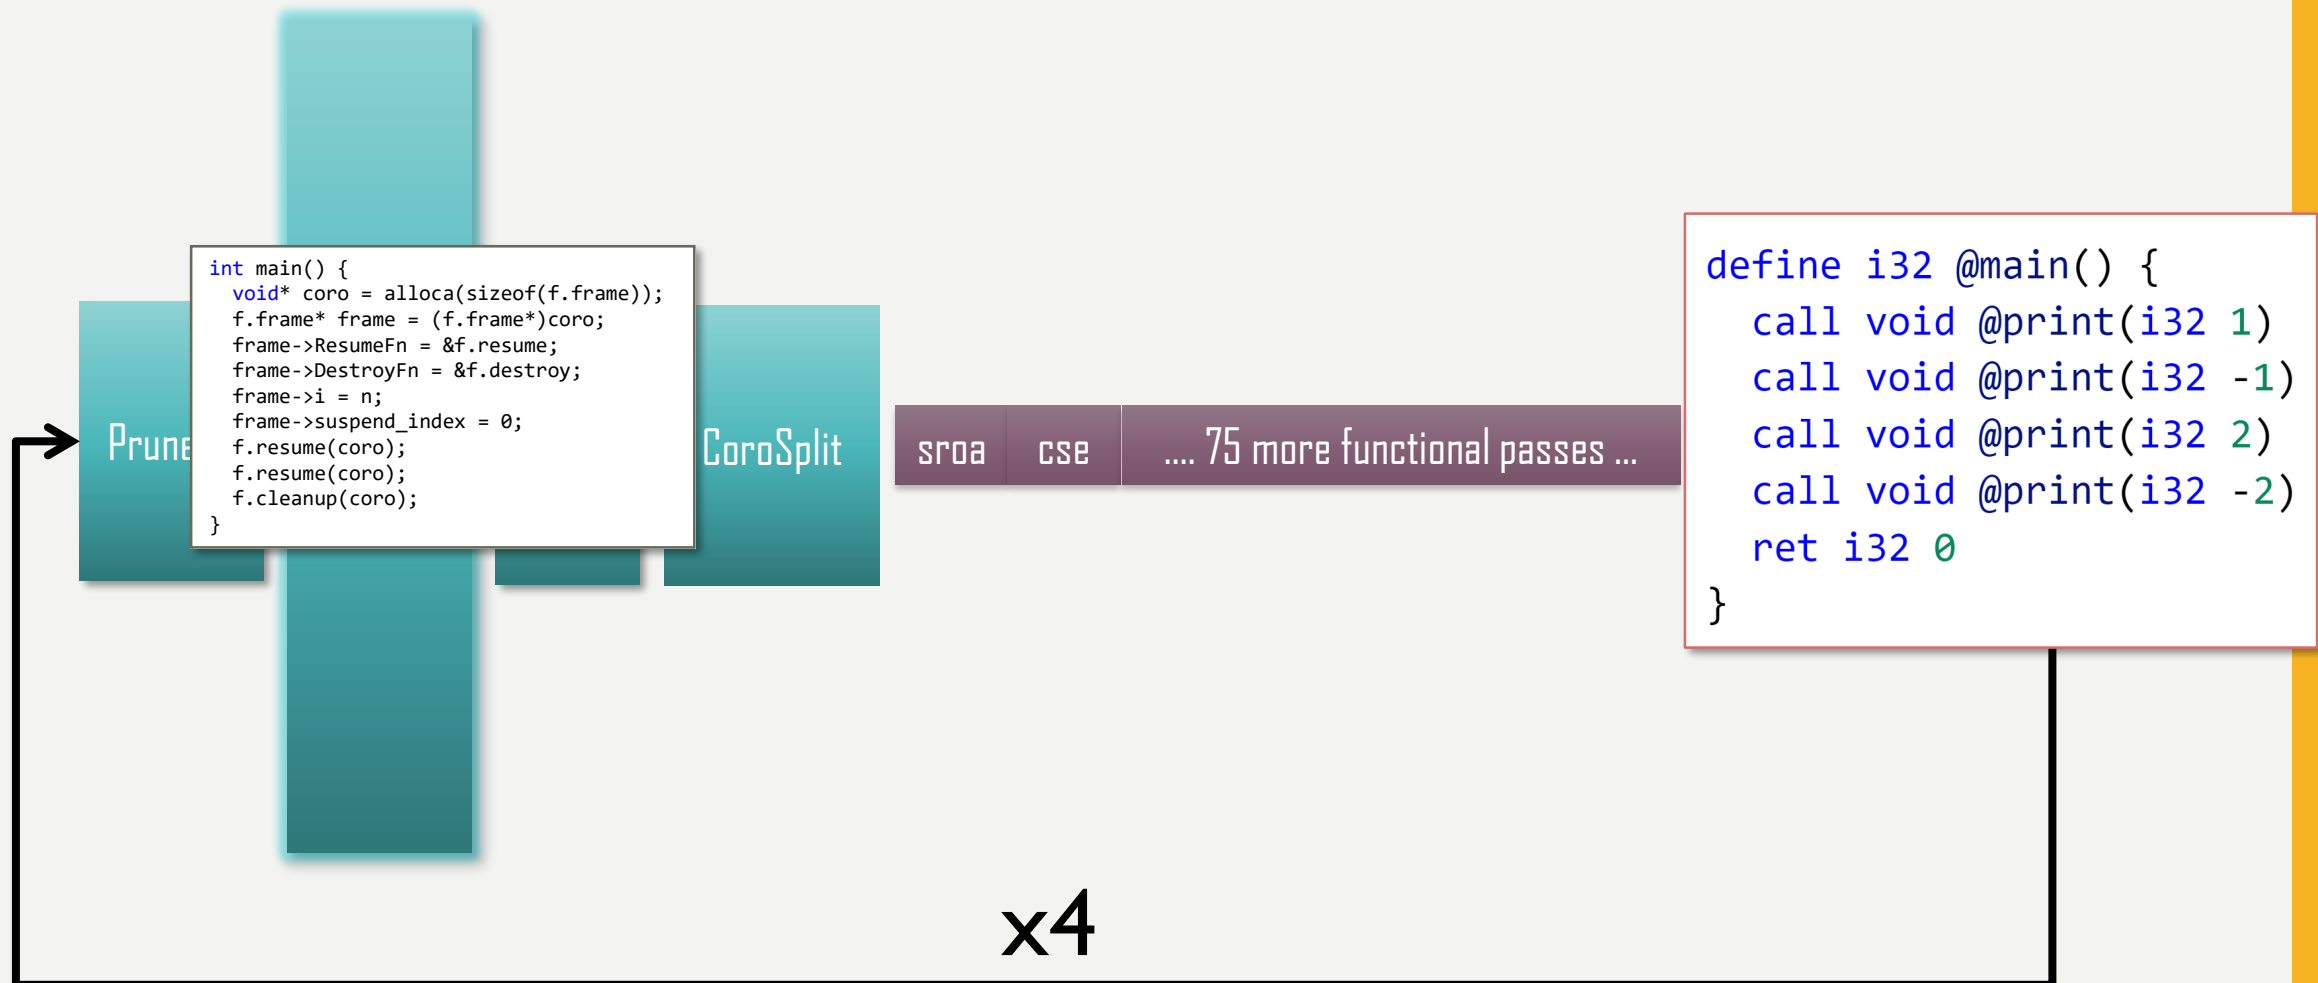 int main() {
  void* coro = alloca(sizeof(f.frame));
  f.frame* frame = (f.frame*)coro;
  frame->ResumeFn = &f.resume;
  frame->DestroyFn = &f.destroy;
  frame->i = n;
  frame->suspend_index = 0;
  f.resume(coro);
  f.resume(coro);
  f.cleanup(coro);
}
Prune
CoroSplit
sroa
cse
.... 75 more functional passes ...
define i32 @main() {
  call void @print(i32 1)
  call void @print(i32 -1)
  call void @print(i32 2)
  call void @print(i32 -2)
  ret i32 0
}
x4